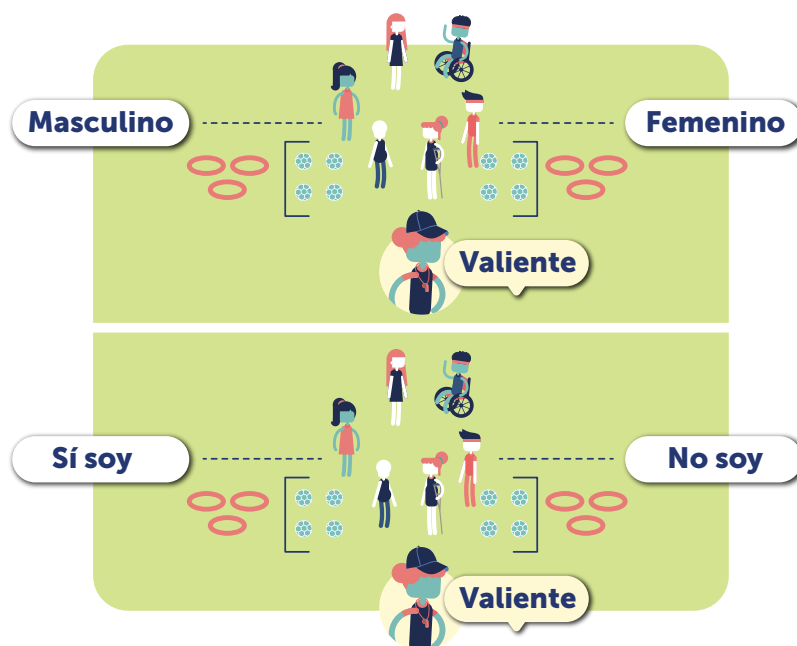 Masculino
Femenino
Valiente
Sí soy
No soy
Valiente